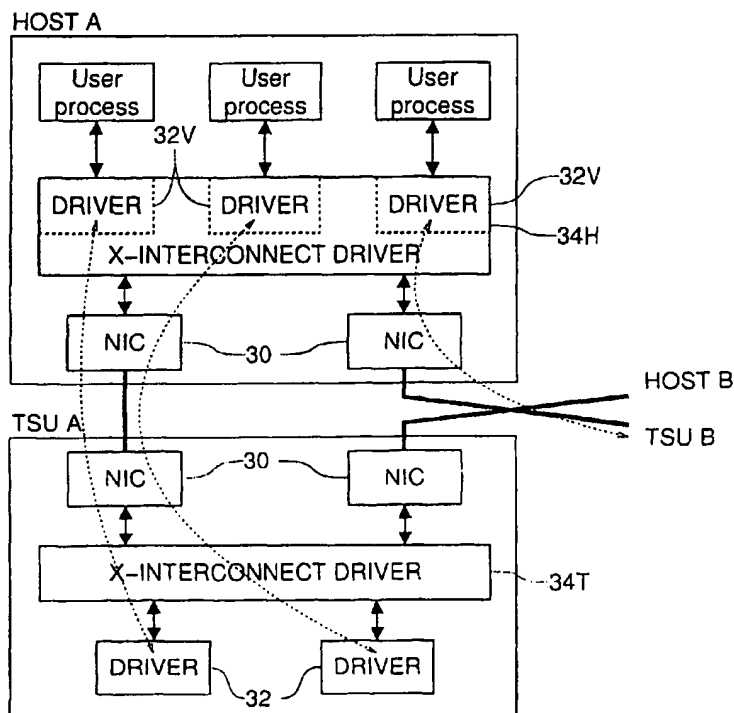 HOST A
User process
User process
User process
32V
32V
DRIVER
DRIVER
DRIVER
34H
X-INTERCONNECT DRIVER
NIC
30
NIC
HOST B
TSU A
TSU B
NIC
30
NIC
X-INTERCONNECT DRIVER
34T
DRIVER
32
DRIVER